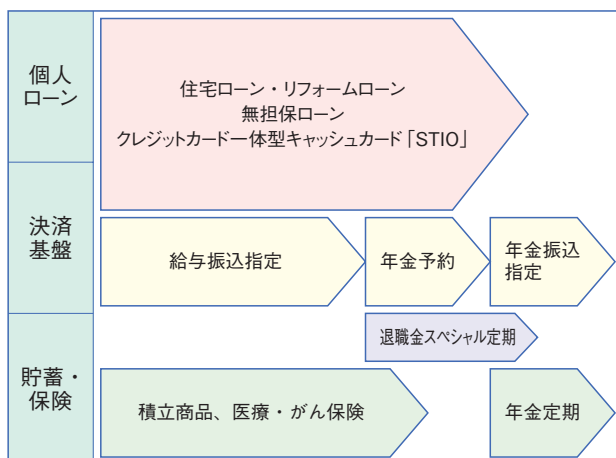 個人
ローン
住宅ローン・リフォームローン
無担保ローン
クレジットカード一体型キャッシュカード「STIO」
決済
基盤
給与振込指定
年金予約
年金振込
指定
退職金スペシャル定期
貯蓄・
保険
積立商品、医療・がん保険
年金定期